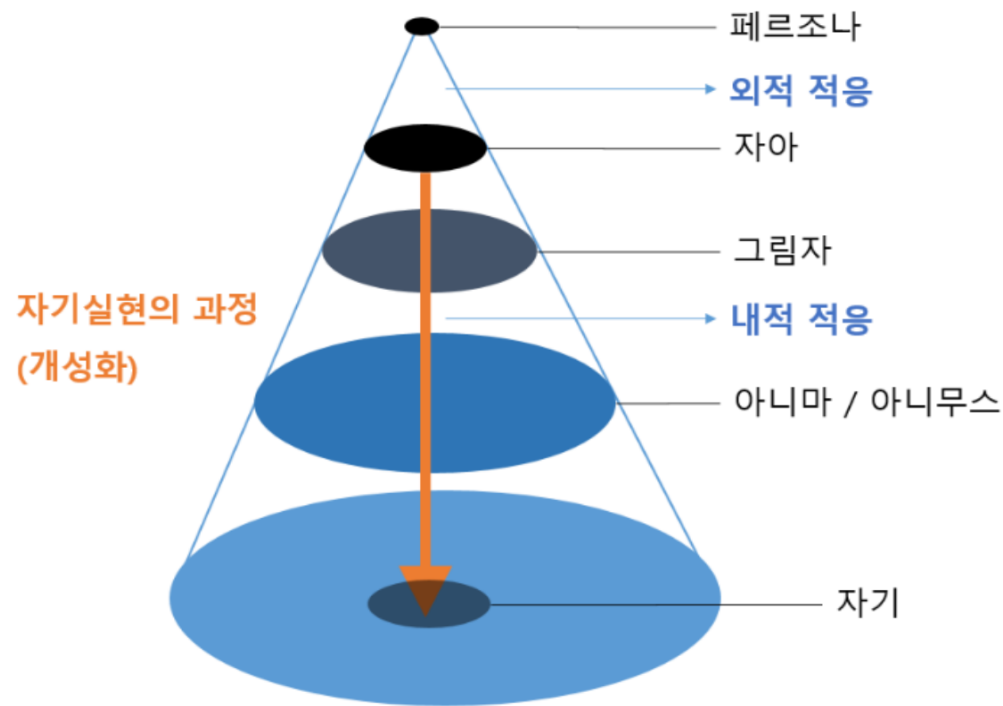 페르조나
외적 적응
자아
그림자
자기실현의 과정
(개성화)
내적 적응
아니마 / 아니무스
자기